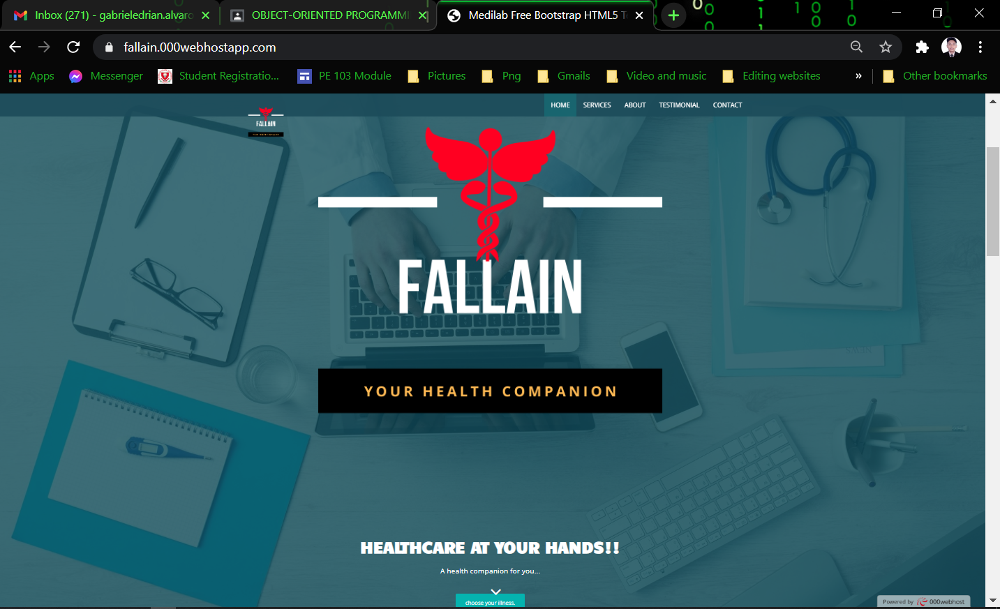 Inbox (271) - gabrieledrian.alvaro
OBJECT-ORIENTED PROGRAMMI
Medilab Free Bootstrap HTML5 Te
fallain.000webhostapp.com
Apps Messenger Student Registratio... PE 103 Module Pictures Png Gmails Video and music Editing websites » Other bookmarks
FALLAIN
HOME SERVICES ABOUT TESTIMONIAL CONTACT
FALLAIN
YOUR HEALTH COMPANION
HEALTHCARE AT YOUR HANDS!!
A health companion for you...
choose your illness.
Powered by 000webhost